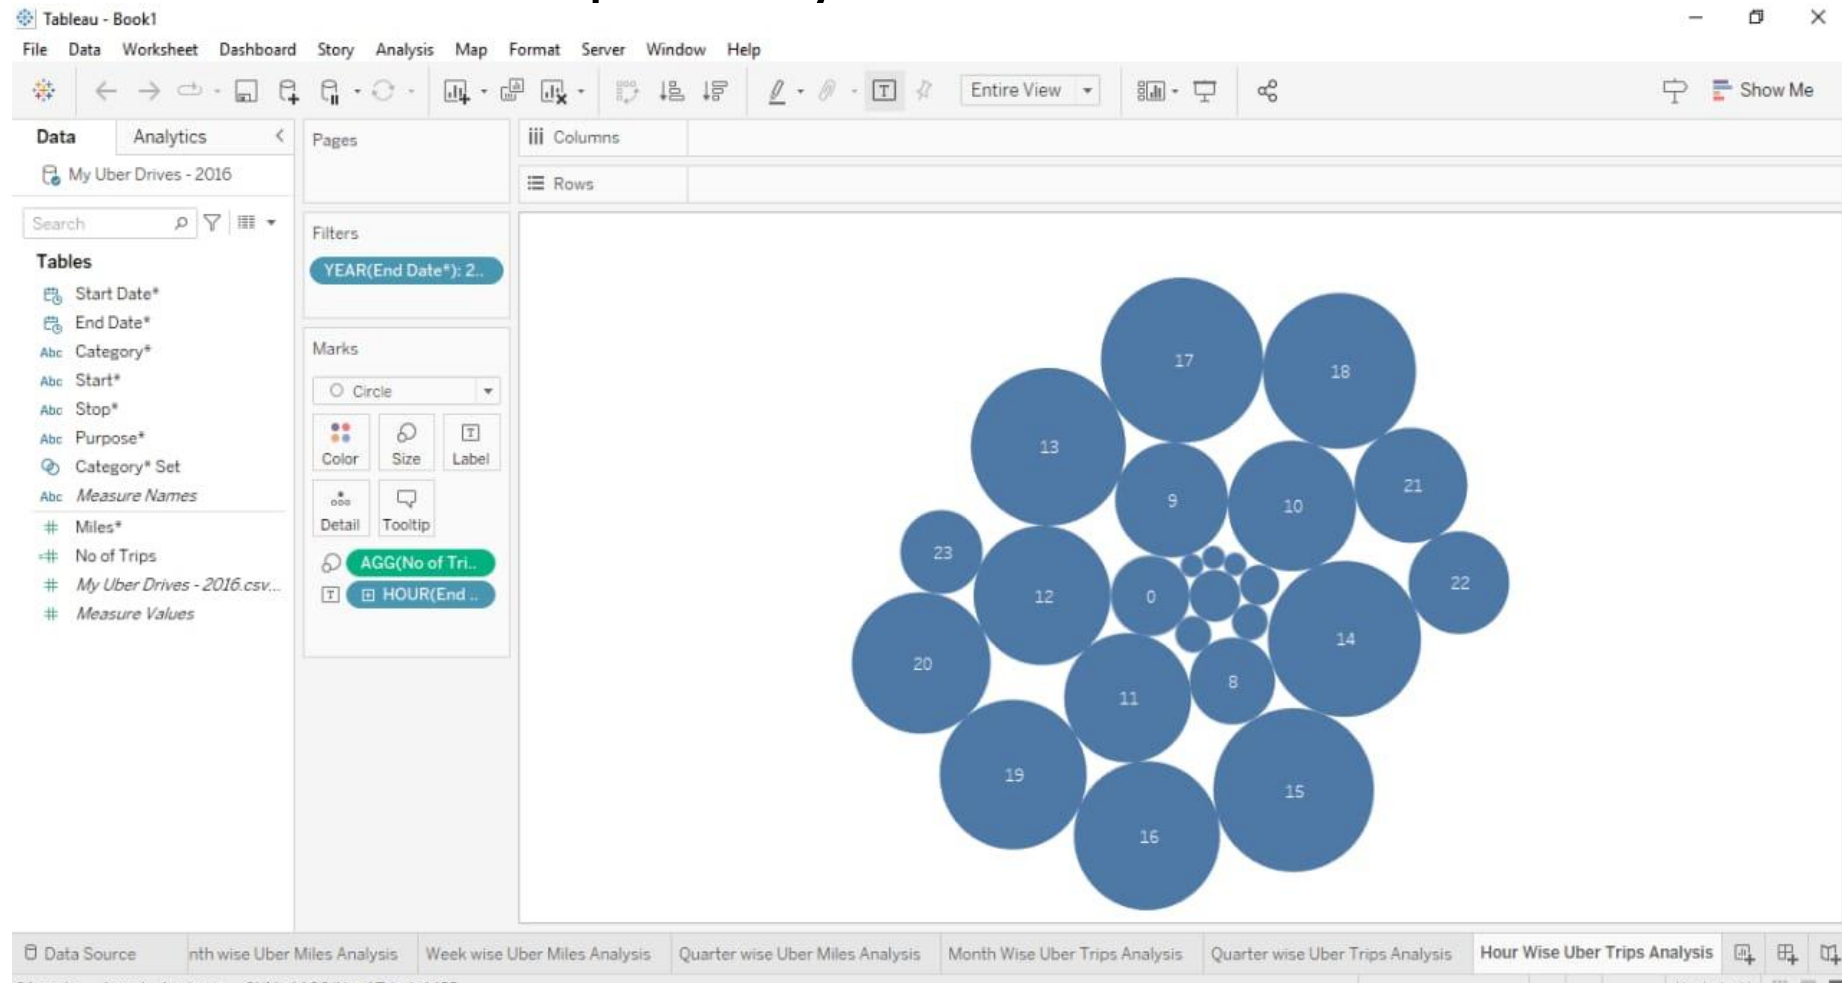 Tableau - Book1
File Data Worksheet Dashboard Story Analysis Map Format Server Window Help
Entire View
Show Me
Data Analytics
My Uber Drives - 2016
Search
Tables
Start Date*
End Date*
Abc Category*
Abc Start*
Abc Stop*
Abc Purpose*
Category* Set
Abc Measure Names
# Miles*
=# No of Trips
# My Uber Drives - 2016.csv...
# Measure Values
Pages
Filters
YEAR(End Date*): 2..
Marks
Circle
Color Size Label
Detail Tooltip
AGG(No of Tri..
HOUR(End ..
Columns
Rows
17
18
13
21
9
10
23
22
12
0
14
20
8
11
19
15
16
Data Source
nth wise Uber Miles Analysis
Week wise Uber Miles Analysis
Quarter wise Uber Miles Analysis
Month Wise Uber Trips Analysis
Quarter wise Uber Trips Analysis
Hour Wise Uber Trips Analysis